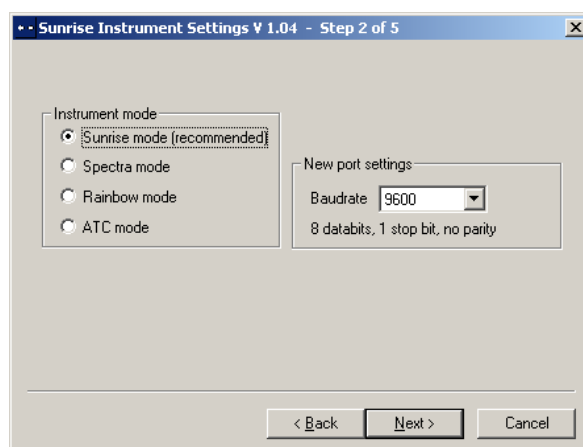 Sunrise Instrument Settings V 1.04 - Step 2 of 5
Instrument mode
Sunrise mode (recommended)
Spectra mode
Rainbow mode
ATC mode
New port settings
Baudrate 9600
8 databits, 1 stop bit, no parity
< Back Next > Cancel